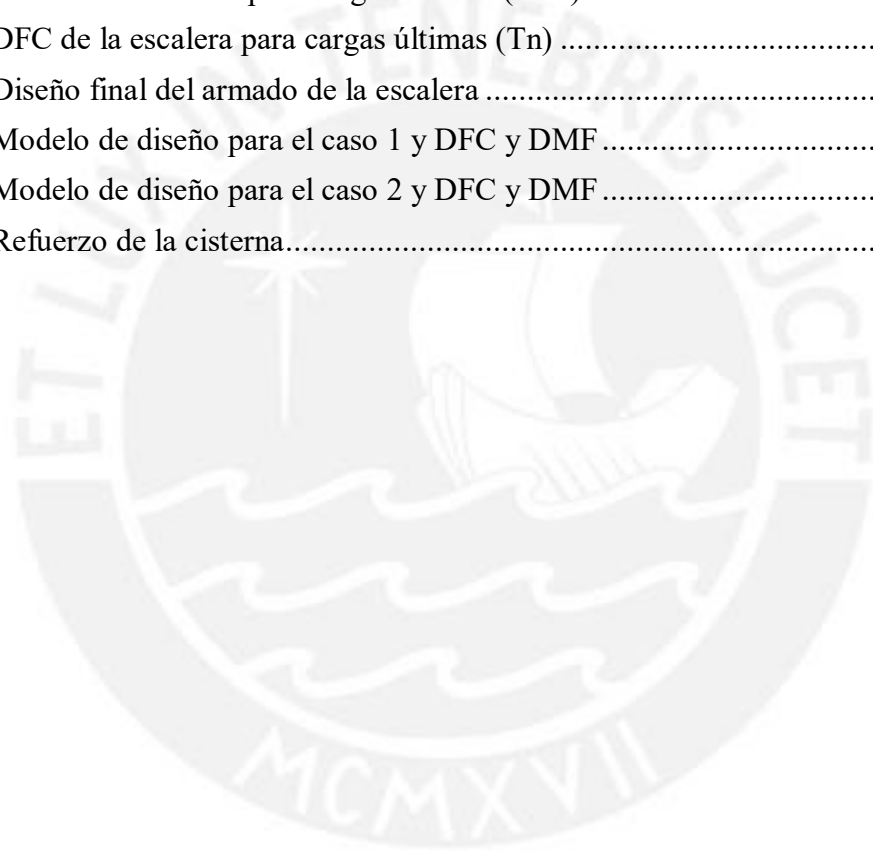 DFC de la escalera para cargas últimas (Tn) ..........................................
Diseño final del armado de la escalera ....................................................
Modelo de diseño para el caso 1 y DFC y DMF ....................................
Modelo de diseño para el caso 2 y DFC y DMF ....................................
Refuerzo de la cisterna...........................................................................
ET LUX IN TENEBRIS LUCET
MCMXVII